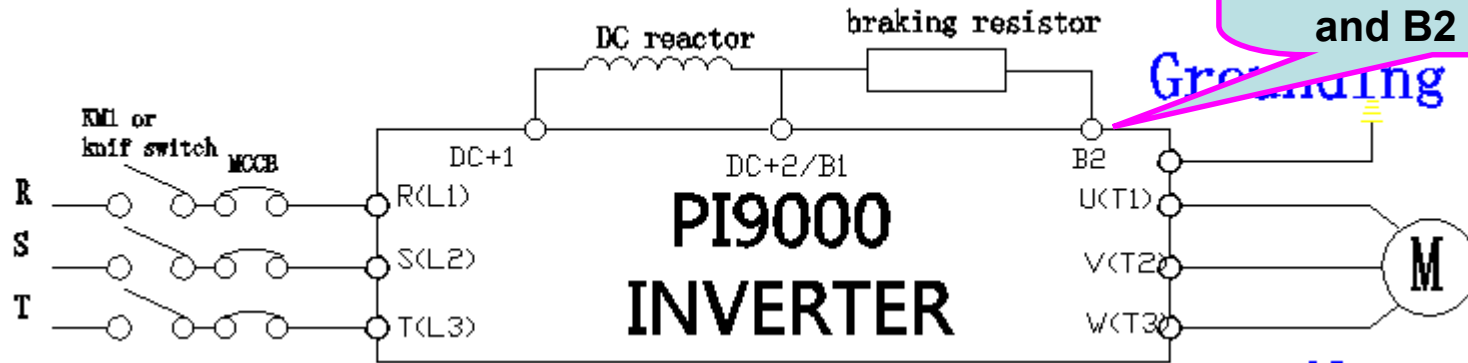 and B2
DC reactor
braking resistor
Grounding
KM1 or
knif switch
MCCB
DC+1
DC+2/B1
B2
R
R(L1)
PI9000
U(T1)
S
S(L2)
V(T2)
M
T
T(L3)
INVERTER
W(T3)